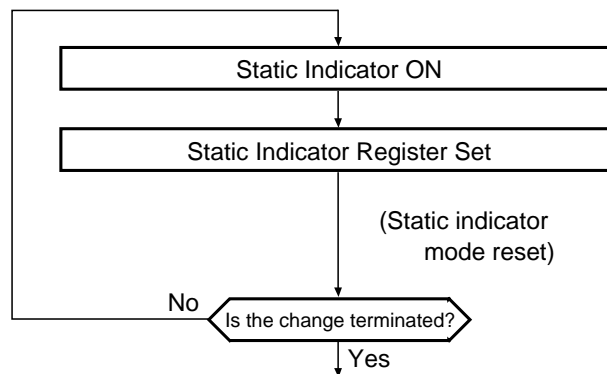 Static Indicator ON
Static Indicator Register Set
(Static indicator
mode reset)
No
Is the change terminated?
Yes